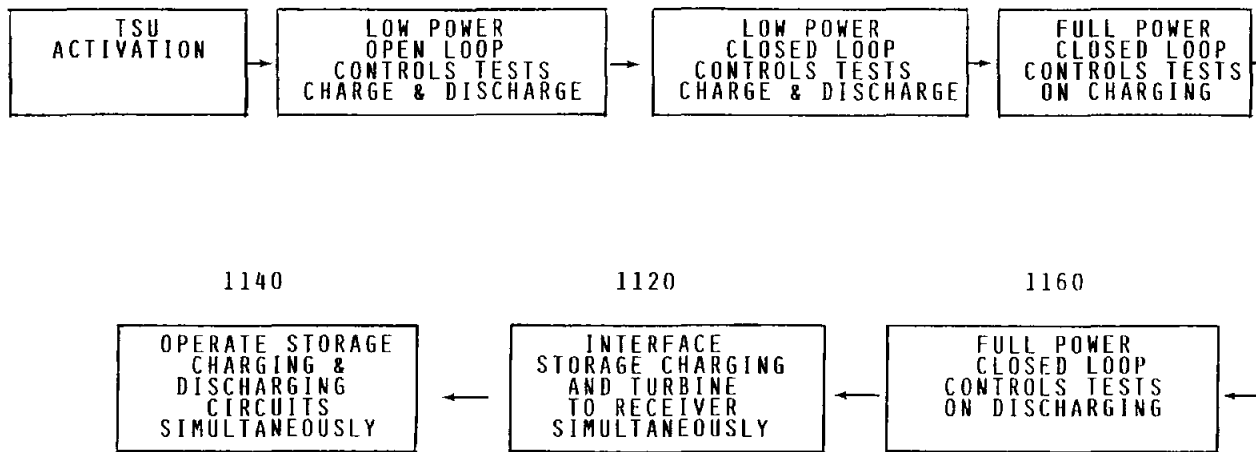 TSU
ACTIVATION
LOW POWER
OPEN LOOP
CONTROLS TESTS
CHARGE & DISCHARGE
LOW POWER
CLOSED LOOP
CONTROLS TESTS
CHARGE & DISCHARGE
FULL POWER
CLOSED LOOP
CONTROLS TESTS
ON CHARGING
1140
OPERATE STORAGE
CHARGING &
DISCHARGING
CIRCUITS
SIMULTANEOUSLY
1120
INTERFACE
STORAGE CHARGING
AND TURBINE
TO RECEIVER
SIMULTANEOUSLY
1160
FULL POWER
CLOSED LOOP
CONTROLS TESTS
ON DISCHARGING